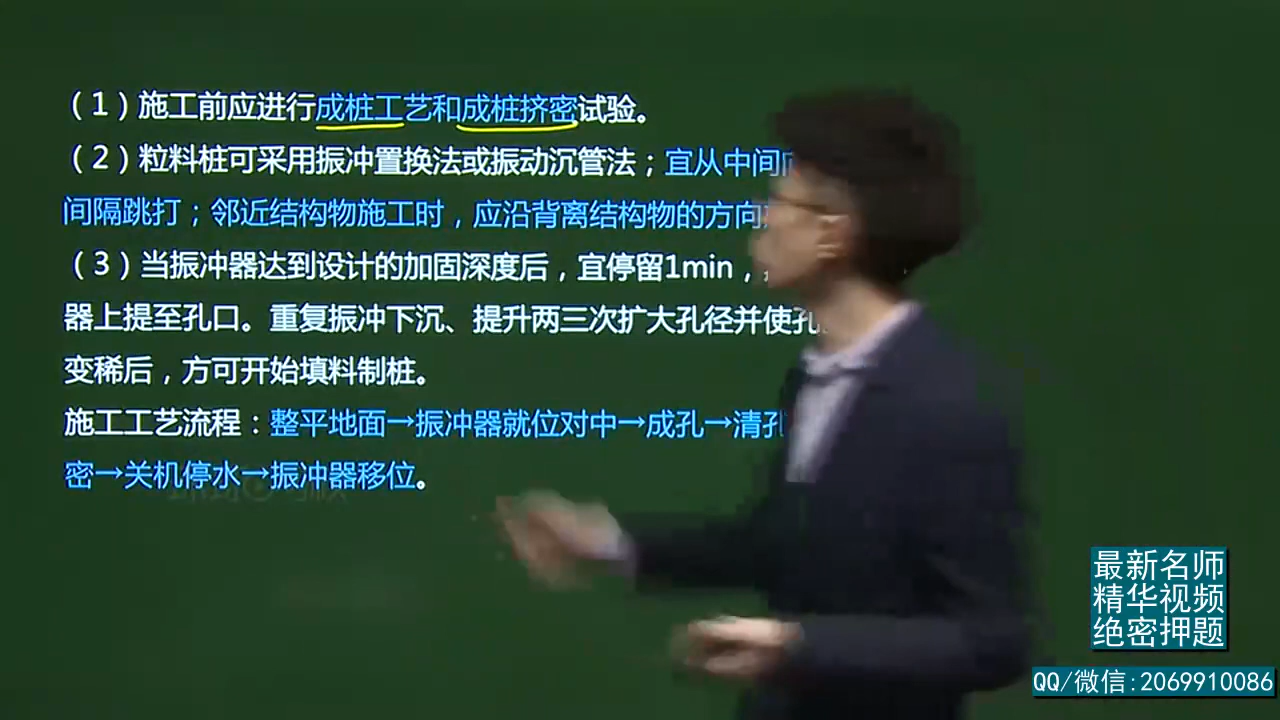 （1）施工前应进行成桩工艺和成桩挤密试验。
（2）粒料桩可采用振冲置换法或振动沉管法；宜从中间
间隔跳打；邻近结构物施工时，应沿背离结构物的方向
（3）当振冲器达到设计的加固深度后，宜停留1min，
器上提至孔口。重复振冲下沉、提升两三次扩大孔径并使孔
变稀后，方可开始填料制桩。
施工工艺流程：整平地面→振冲器就位对中→成孔→清孔
密→关机停水→振冲器移位。
最新名师
精华视频
绝密押题
QQ/微信:2069910086